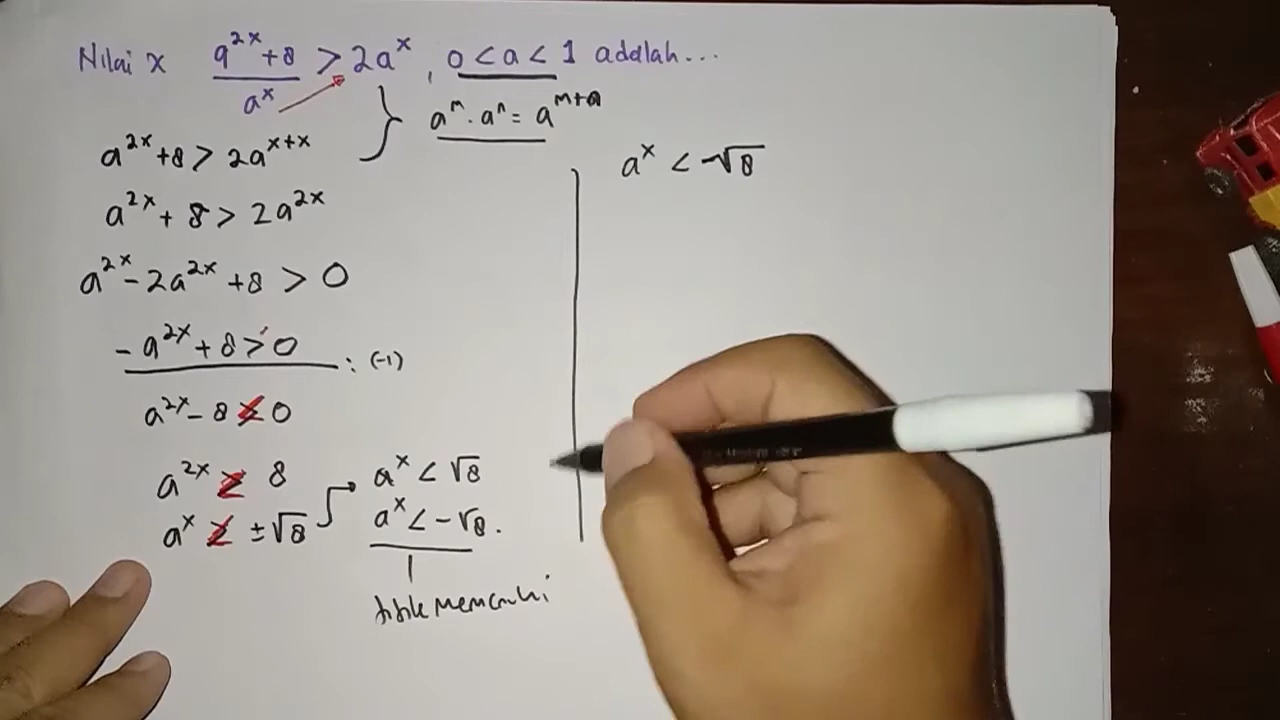 Nilai x (a^{2x}+8)/a^x > 2a^x , 0 < a < 1 adalah...
a^m . a^n = a^{m+n}
a^{2x} + 8 > 2a^{x+x}
a^{2x} + 8 > 2a^{2x}
a^{2x} - 2a^{2x} + 8 > 0
- a^{2x} + 8 > 0
: (-1)
a^{2x} - 8 < 0
a^{2x} < 8
a^x < ±√8
a^x < √8
a^x < -√8.
tidak memenuhi
a^x < √8